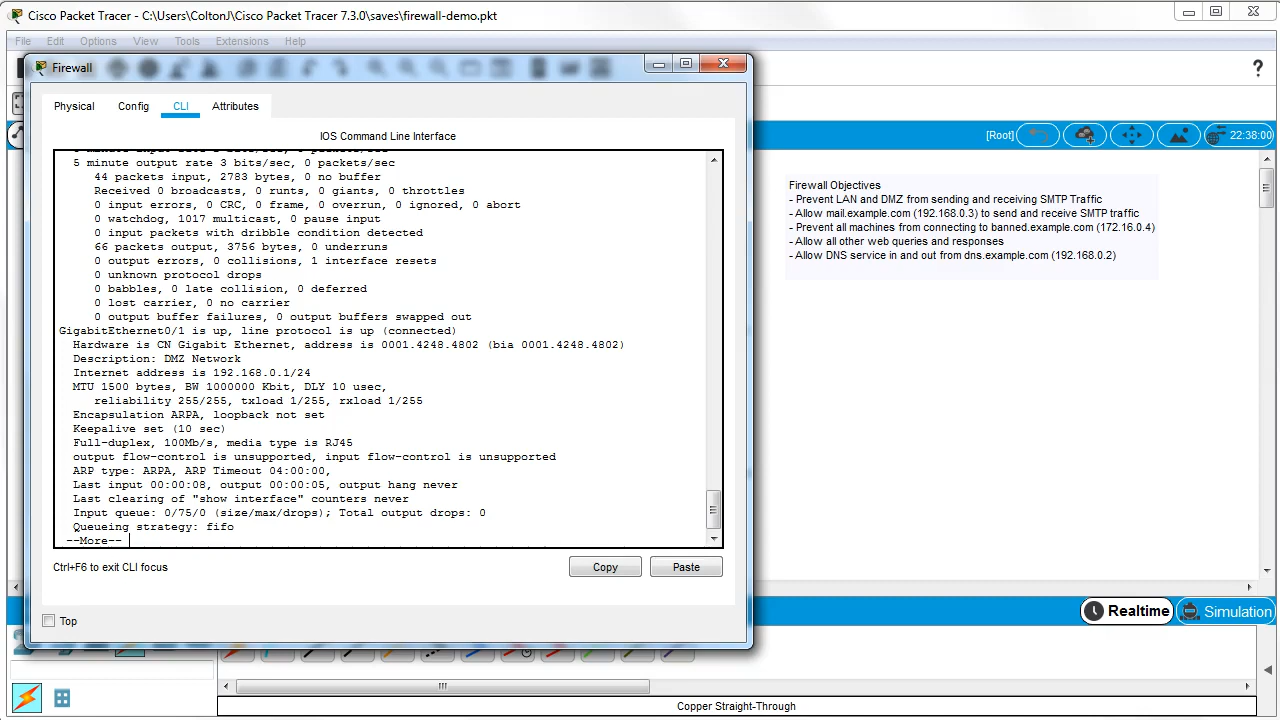 Cisco Packet Tracer - C:\Users\ColtonJ\Cisco Packet Tracer 7.3.0\saves\firewall-demo.pkt
File Edit Options View Tools Extensions Help
Firewall
?
Physical Config CLI Attributes
IOS Command Line Interface
[Root]
22:38:00
5 minute output rate 3 bits/sec, 0 packets/sec
44 packets input, 2783 bytes, 0 no buffer
Received 0 broadcasts, 0 runts, 0 giants, 0 throttles
0 input errors, 0 CRC, 0 frame, 0 overrun, 0 ignored, 0 abort
0 watchdog, 1017 multicast, 0 pause input
0 input packets with dribble condition detected
66 packets output, 3756 bytes, 0 underruns
0 output errors, 0 collisions, 1 interface resets
0 unknown protocol drops
0 babbles, 0 late collision, 0 deferred
0 lost carrier, 0 no carrier
0 output buffer failures, 0 output buffers swapped out
GigabitEthernet0/1 is up, line protocol is up (connected)
Hardware is CN Gigabit Ethernet, address is 0001.4248.4802 (bia 0001.4248.4802)
Description: DMZ Network
Internet address is 192.168.0.1/24
MTU 1500 bytes, BW 1000000 Kbit, DLY 10 usec,
reliability 255/255, txload 1/255, rxload 1/255
Encapsulation ARPA, loopback not set
Keepalive set (10 sec)
Full-duplex, 100Mb/s, media type is RJ45
output flow-control is unsupported, input flow-control is unsupported
ARP type: ARPA, ARP Timeout 04:00:00,
Last input 00:00:08, output 00:00:05, output hang never
Last clearing of "show interface" counters never
Input queue: 0/75/0 (size/max/drops); Total output drops: 0
Queueing strategy: fifo
--More--
Ctrl+F6 to exit CLI focus
Copy
Paste
Top
Firewall Objectives
- Prevent LAN and DMZ from sending and receiving SMTP Traffic
- Allow mail.example.com (192.168.0.3) to send and receive SMTP traffic
- Prevent all machines from connecting to banned.example.com (172.16.0.4)
- Allow all other web queries and responses
- Allow DNS service in and out from dns.example.com (192.168.0.2)
Realtime
Simulation
Copper Straight-Through